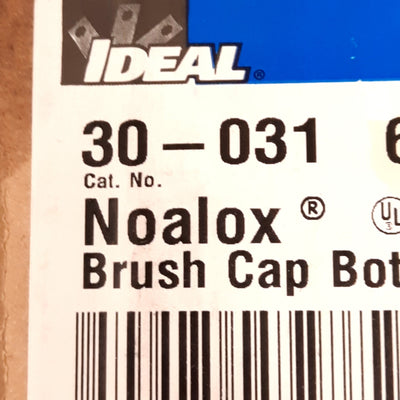 IDEAL®
30-031 6
Cat. No.
Noalox® UL
Brush Cap Bot